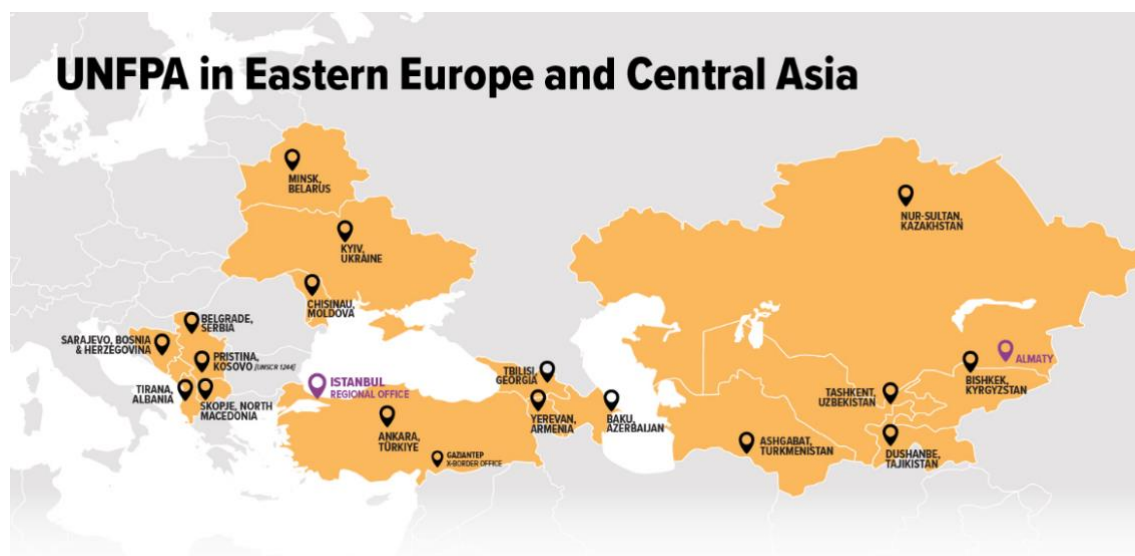 UNFPA in Eastern Europe and Central Asia
MINSK,
BELARUS
NUR-SULTAN,
KAZAKHSTAN
KYIV,
UKRAINE
CHISINAU,
MOLDOVA
BELGRADE,
SERBIA
SARAJEVO, BOSNIA
& HERZEGOVINA
PRISTINA,
KOSOVO [UNSCR 1244]
TIRANA,
ALBANIA
SKOPJE, NORTH
MACEDONIA
ISTANBUL
REGIONAL OFFICE
ANKARA,
TÜRKIYE
GAZIANTEP
X-BORDER OFFICE
TBILISI,
GEORGIA
YEREVAN,
ARMENIA
BAKU,
AZERBAIJAN
ALMATY
BISHKEK,
KYRGYZSTAN
TASHKENT,
UZBEKISTAN
ASHGABAT,
TURKMENISTAN
DUSHANBE,
TAJIKISTAN